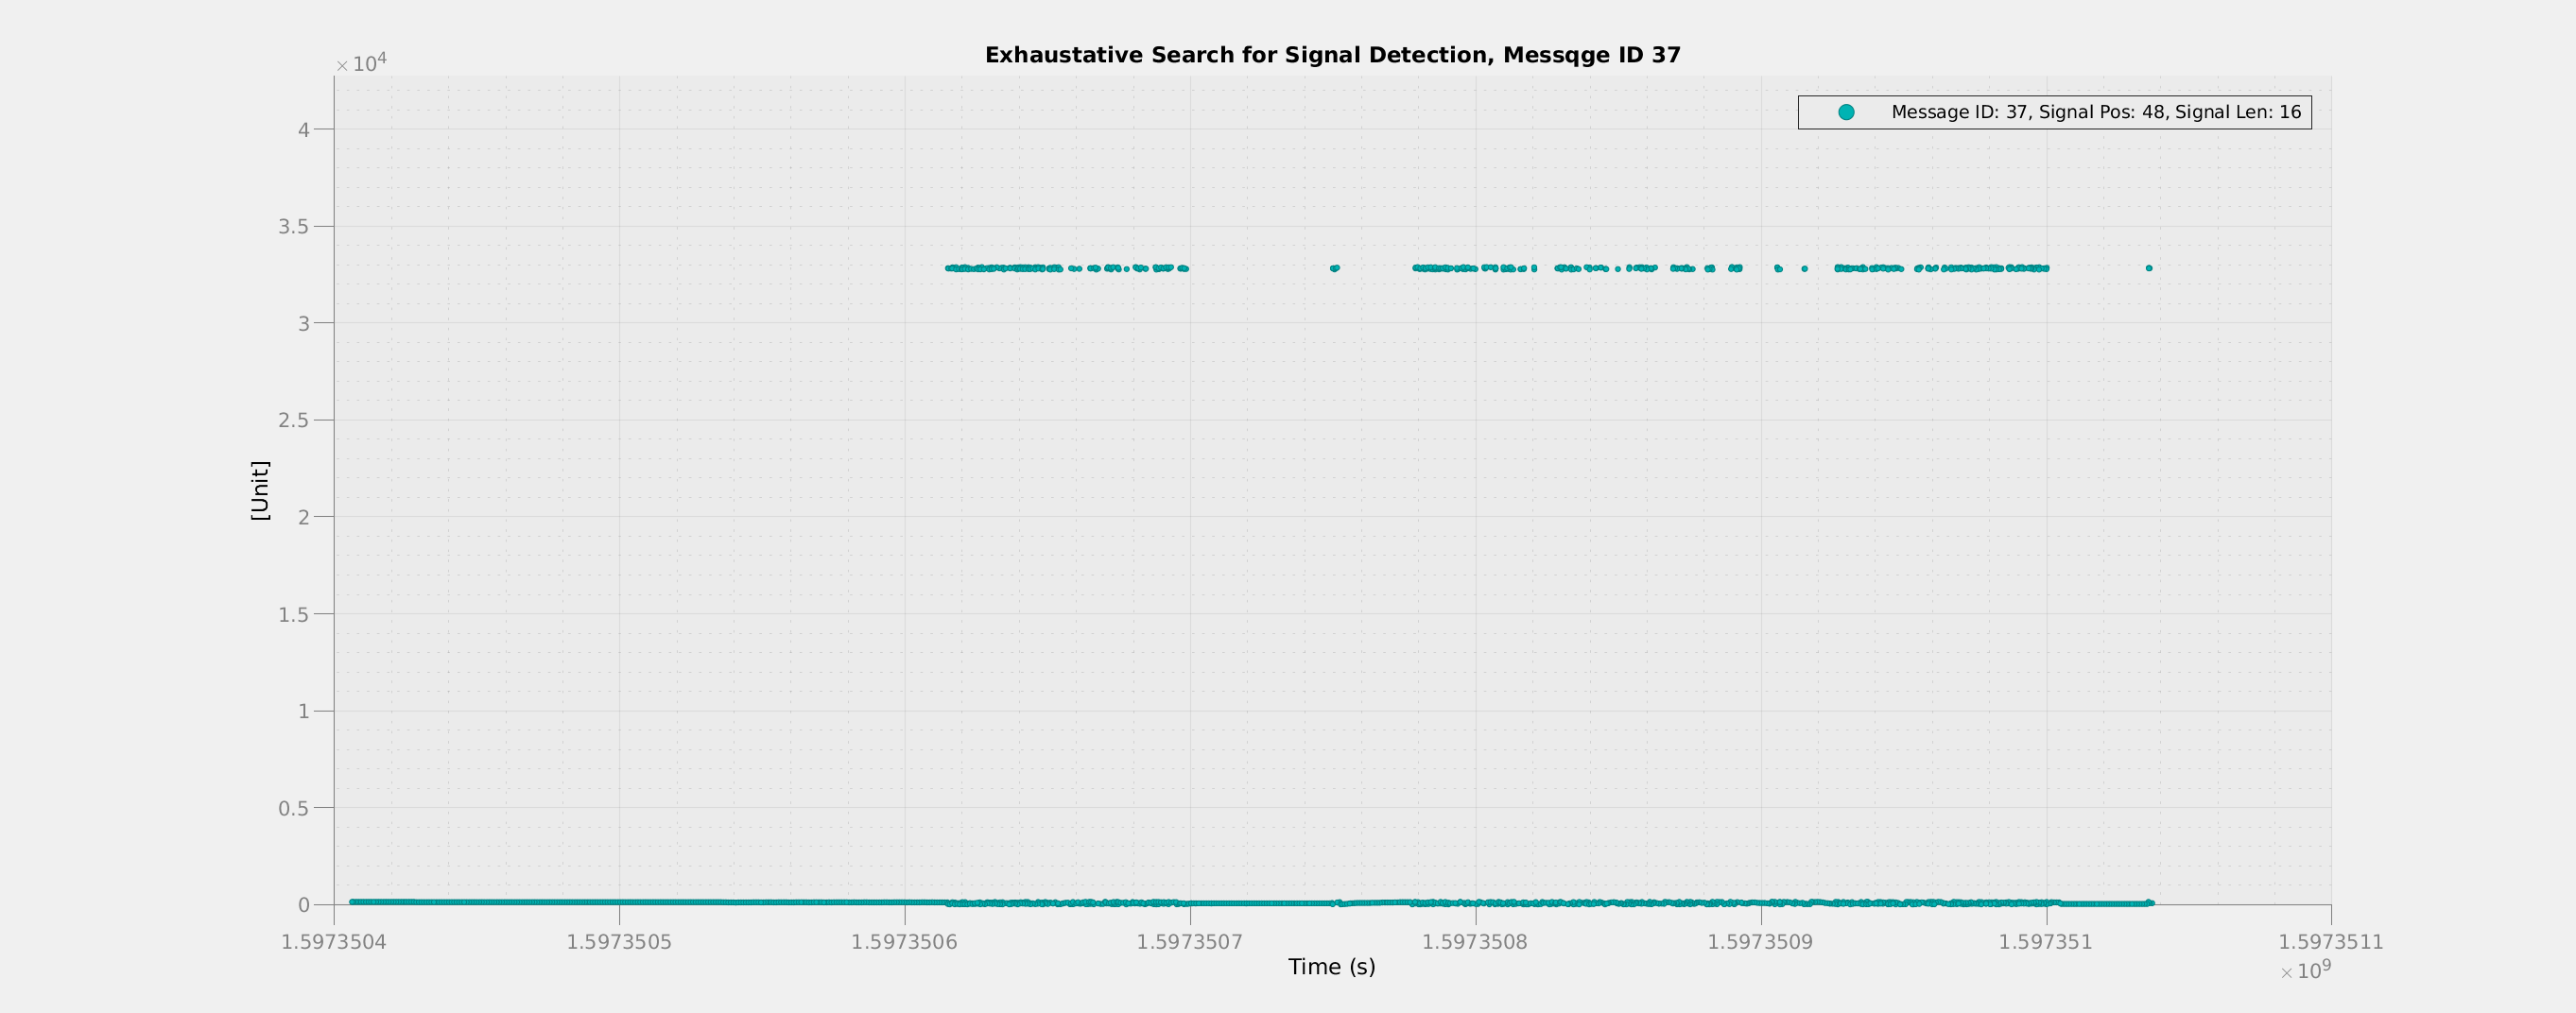 Exhaustative Search for Signal Detection, Messqge ID 37
×10^4
Message ID: 37, Signal Pos: 48, Signal Len: 16
4
3.5
3
2.5
2
1.5
1
0.5
0
[Unit]
1.5973504 1.5973505 1.5973506 1.5973507 1.5973508 1.5973509 1.597351 1.5973511
Time (s)
×10^9